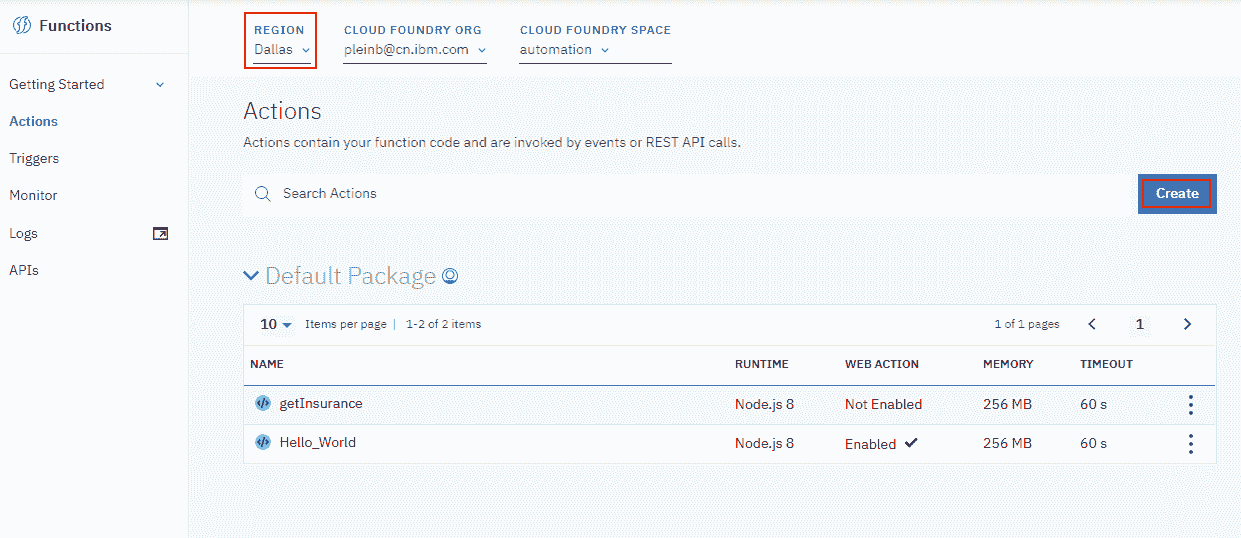 Functions
REGION CLOUD FOUNDRY ORG CLOUD FOUNDRY SPACE
Dallas pleinb@cn.ibm.com automation
Getting Started
Actions
Triggers
Monitor
Logs
APIs
Actions
Actions contain your function code and are invoked by events or REST API calls.
Search Actions Create
Default Package
10 Items per page | 1-2 of 2 items 1 of 1 pages 1
NAME RUNTIME WEB ACTION MEMORY TIMEOUT
getInsurance Node.js 8 Not Enabled 256 MB 60 s
Hello_World Node.js 8 Enabled 256 MB 60 s